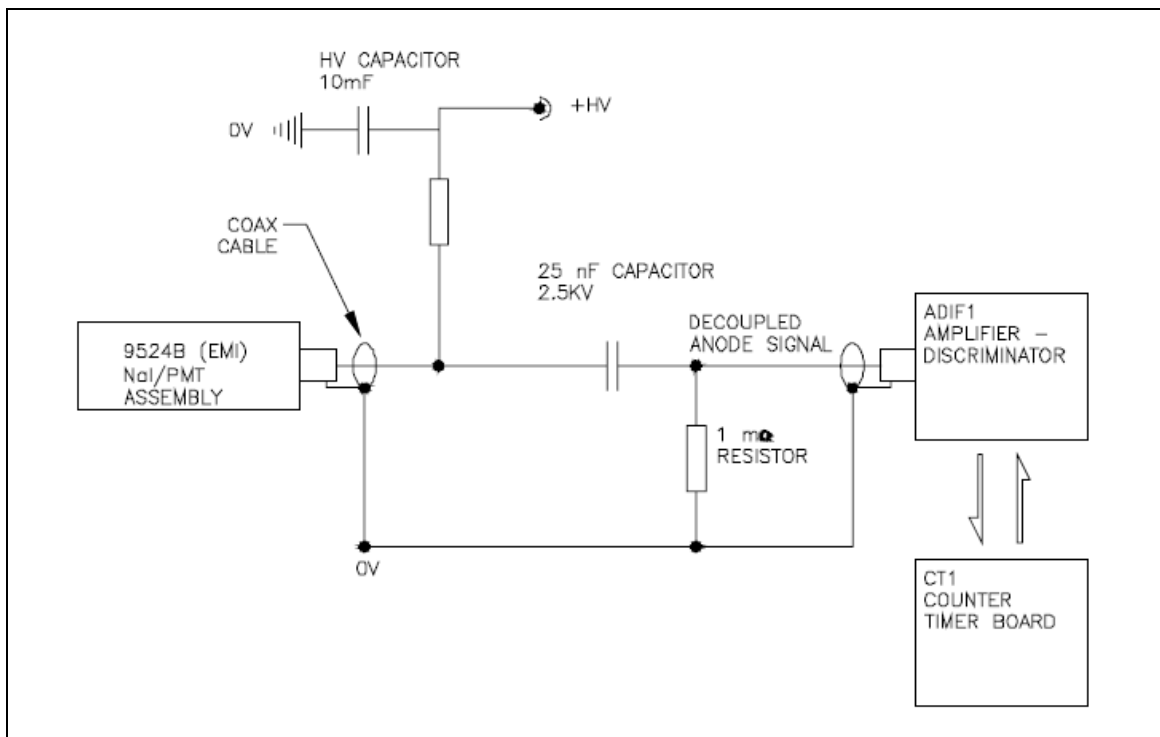 HV CAPACITOR
10mF
0V
+HV
COAX
CABLE
25 nF CAPACITOR
2.5KV
DECOUPLED
ANODE SIGNAL
9524B (EMI)
NaI/PMT
ASSEMBLY
ADIF1
AMPLIFIER –
DISCRIMINATOR
1 mΩ
RESISTOR
0V
CT1
COUNTER
TIMER BOARD